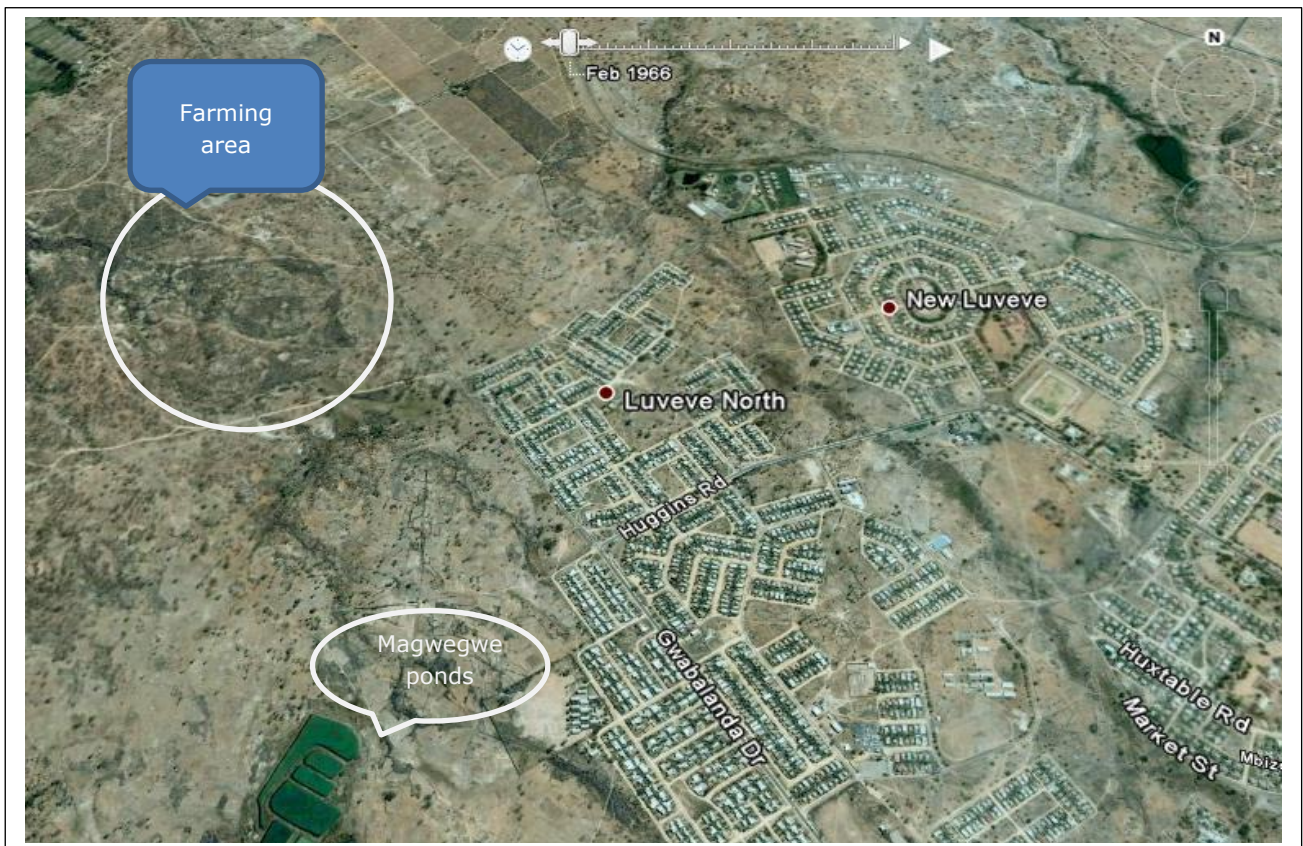 Feb 1966
N
Farming
area
New Luveve
Luveve North
Huggins Rd
Magwegwe
ponds
Gwabalanda Dr
Huxtable Rd
Market St